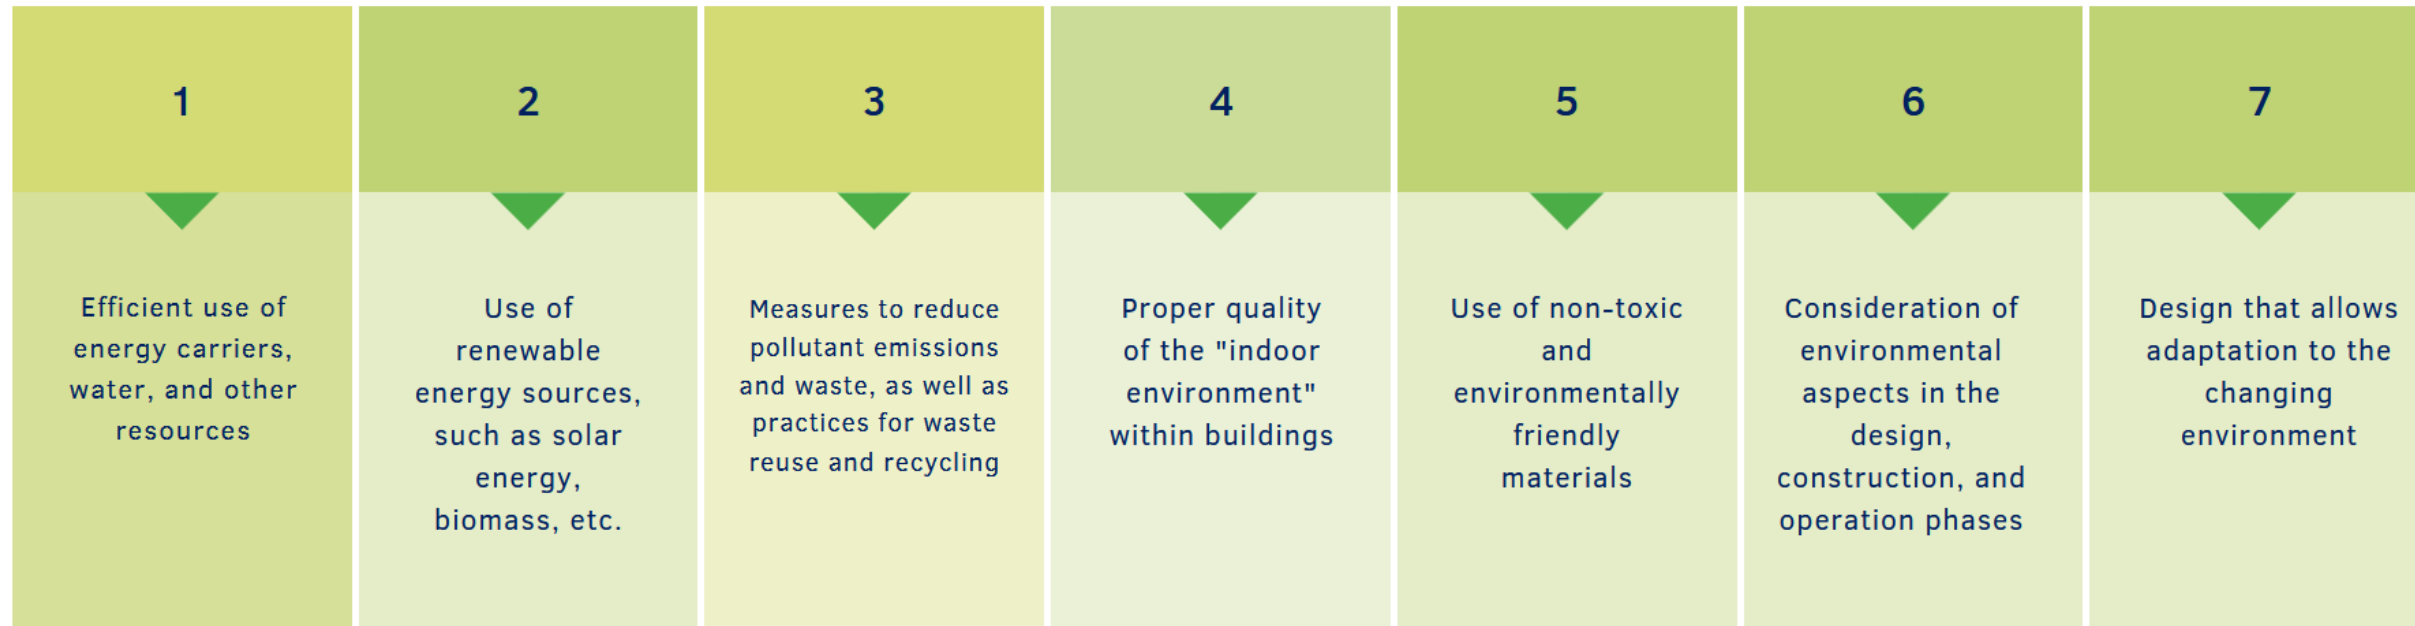 1
Efficient use of
energy carriers,
water, and other
resources
2
Use of
renewable
energy sources,
such as solar
energy,
biomass, etc.
3
Measures to reduce
pollutant emissions
and waste, as well as
practices for waste
reuse and recycling
4
Proper quality
of the "indoor
environment"
within buildings
5
Use of non-toxic
and
environmentally
friendly
materials
6
Consideration of
environmental
aspects in the
design,
construction, and
operation phases
7
Design that allows
adaptation to the
changing
environment